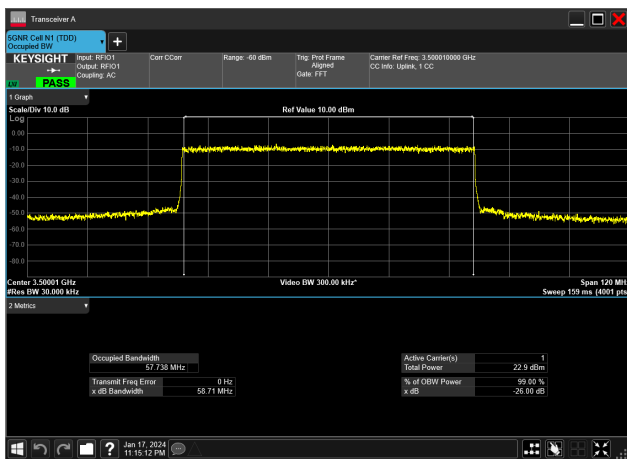 Transceiver A
5GNR Cell N1 (TDD)
Occupied BW
KEYSIGHT
PASS
Input: RFIO1
Output: RFIO1
Coupling: AC
Corr CCorr
Range: -60 dBm
Trig: Prot Frame
Aligned
Gate: FFT
Carrier Ref Freq: 3.500010000 GHz
CC Info: Uplink, 1 CC
1 Graph
Scale/Div 10.0 dB
Ref Value 10.00 dBm
Log
0.00
-10.0
-20.0
-30.0
-40.0
-50.0
-60.0
-70.0
-80.0
Center 3.50001 GHz
Video BW 300.00 kHz*
Span 120 MH
#Res BW 30.000 kHz
Sweep 159 ms (4001 pts
2 Metrics
Occupied Bandwidth
57.738 MHz
Transmit Freq Error 0 Hz
x dB Bandwidth 58.71 MHz
Active Carrier(s) 1
Total Power 22.9 dBm
% of OBW Power 99.00 %
x dB -26.00 dB
Jan 17, 2024
11:15:12 PM